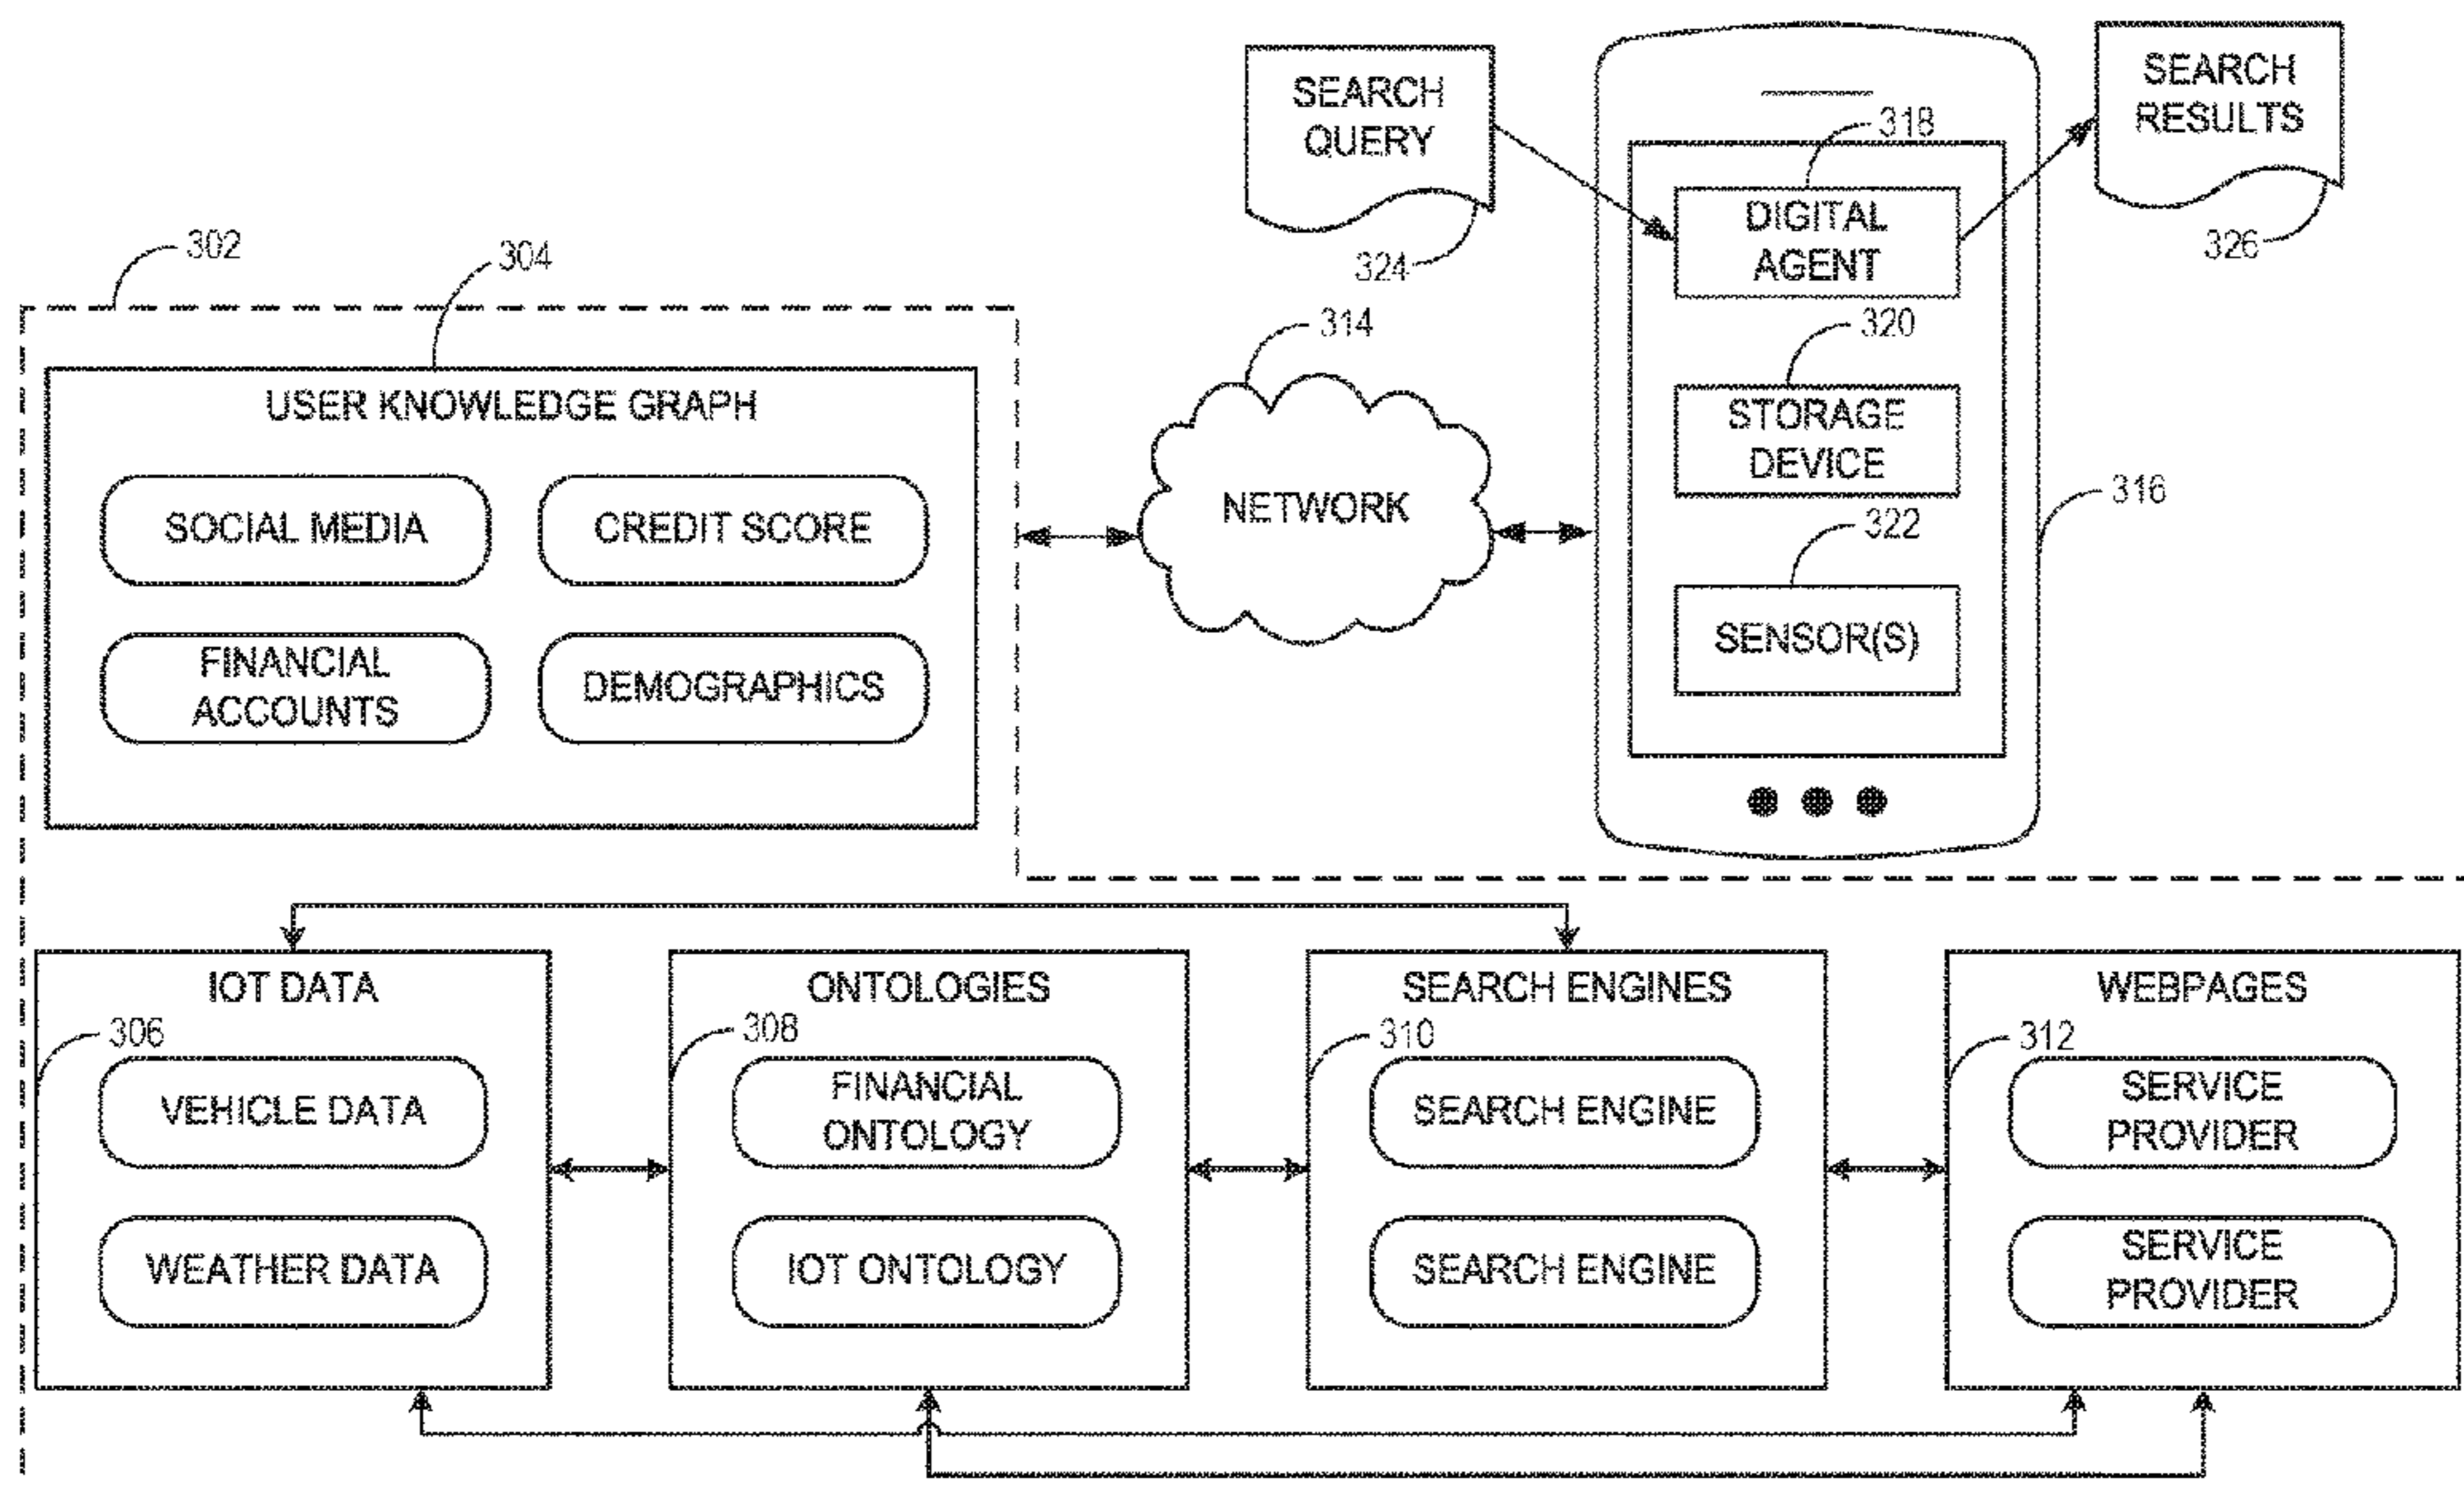 SEARCH
QUERY
324
318
SEARCH
RESULTS
326
DIGITAL
AGENT
320
STORAGE
DEVICE
322
SENSOR(S)
316
314
NETWORK
302
304
USER KNOWLEDGE GRAPH
SOCIAL MEDIA
CREDIT SCORE
FINANCIAL
ACCOUNTS
DEMOGRAPHICS
IOT DATA
306
VEHICLE DATA
WEATHER DATA
ONTOLOGIES
308
FINANCIAL
ONTOLOGY
IOT ONTOLOGY
SEARCH ENGINES
310
SEARCH ENGINE
SEARCH ENGINE
WEBPAGES
312
SERVICE
PROVIDER
SERVICE
PROVIDER